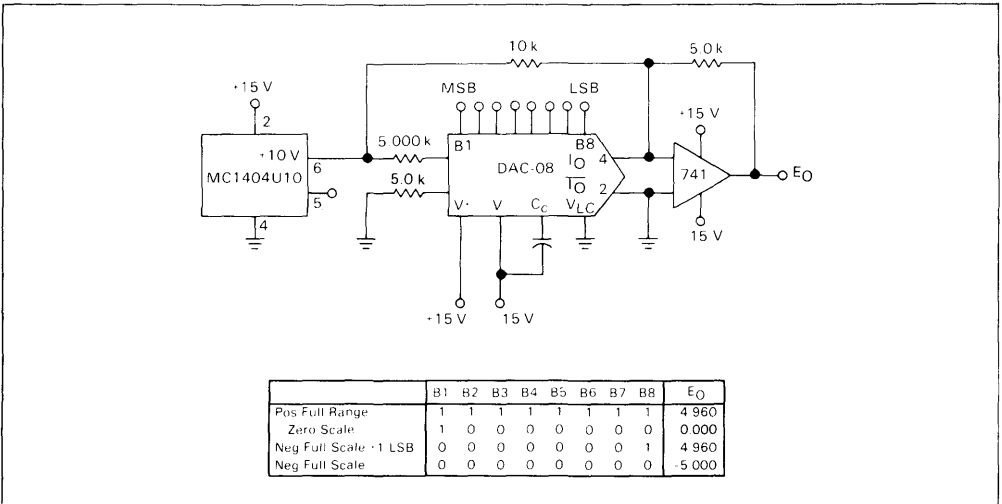 10 k
5.0 k
+15 V
MSB
LSB
+15 V
2
5.000 k
B1
B8
+10 V
6
IO
4
DAC-08
741
EO
MC1404U10
5.0 k
IO
2
5
V+
V
CC
VLC
4
15 V
+15 V
15 V
B1 B2 B3 B4 B5 B6 B7 B8 EO
Pos Full Range 1 1 1 1 1 1 1 1 4 960
Zero Scale 1 0 0 0 0 0 0 0 0.000
Neg Full Scale +1 LSB 0 0 0 0 0 0 0 1 4 960
Neg Full Scale 0 0 0 0 0 0 0 0 -5 000